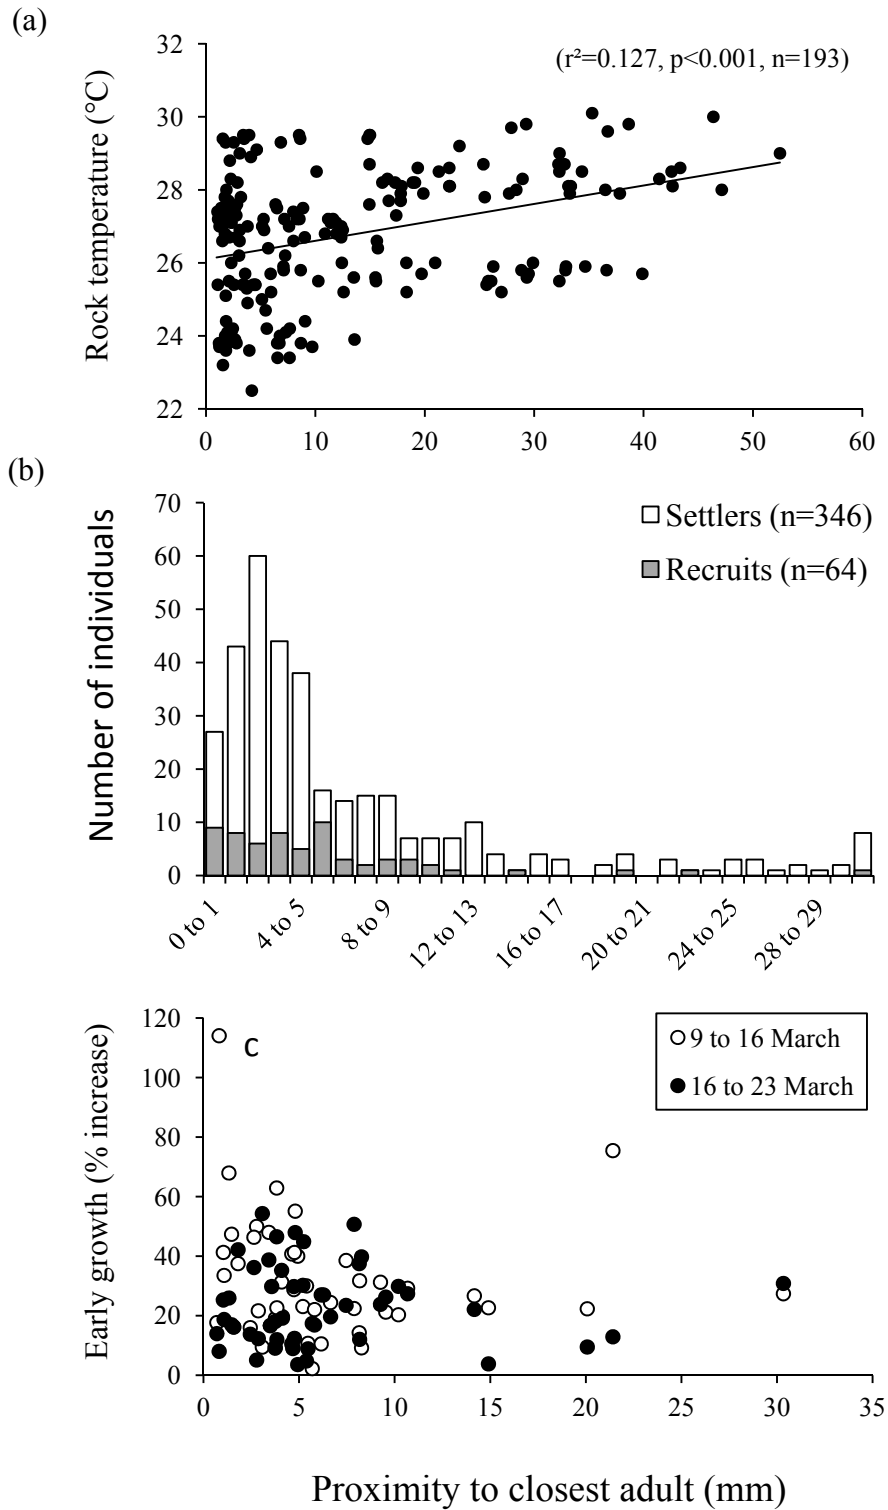 (a)
32
30
28
26
24
22
Rock temperature (°C)
(r²=0.127, p<0.001, n=193)
0 10 20 30 40 50 60
(b)
70
60
50
40
30
20
10
0
Number of individuals
Settlers (n=346)
Recruits (n=64)
0 to 1 4 to 5 8 to 9 12 to 13 16 to 17 20 to 21 24 to 25 28 to 29
120
100
80
60
40
20
0
Early growth (% increase)
c
9 to 16 March
16 to 23 March
0 5 10 15 20 25 30 35
Proximity to closest adult (mm)